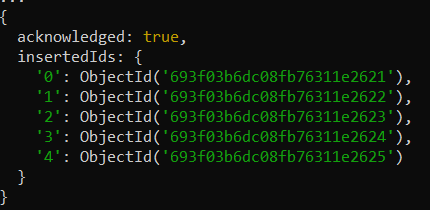 {
  acknowledged: true,
  insertedIds: {
    '0': ObjectId('693f03b6dc08fb76311e2621'),
    '1': ObjectId('693f03b6dc08fb76311e2622'),
    '2': ObjectId('693f03b6dc08fb76311e2623'),
    '3': ObjectId('693f03b6dc08fb76311e2624'),
    '4': ObjectId('693f03b6dc08fb76311e2625')
  }
}